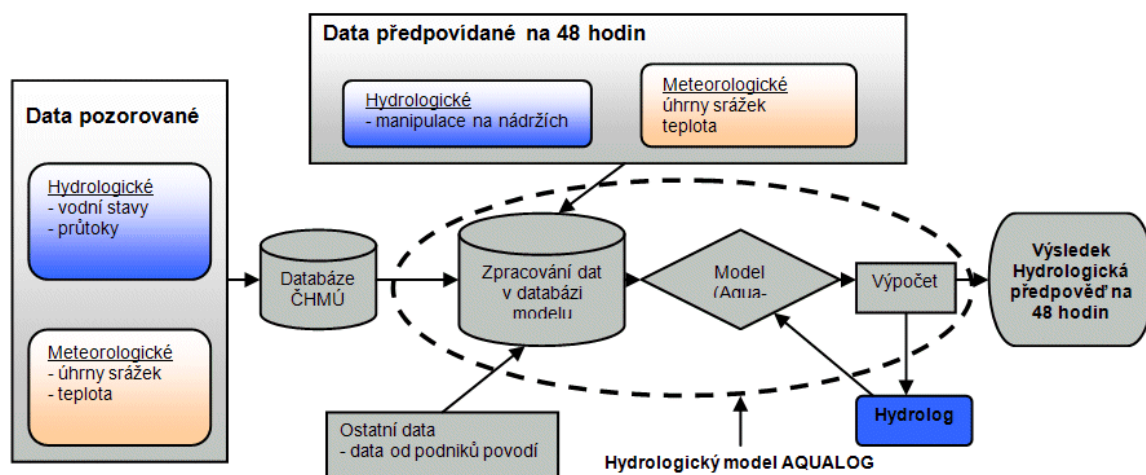 Data předpovídané na 48 hodin
Hydrologické
- manipulace na nádržích
Meteorologické
úhrny srážek
teplota
Data pozorované
Hydrologické
- vodní stavy
- průtoky
Meteorologické
- úhrny srážek
- teplota
Databáze
ČHMÚ
Zpracování dat
v databázi
modelu
Model
(Aqua-
Výpočet
Výsledek
Hydrologická
předpověď na
48 hodin
Hydrolog
Ostatní data
- data od podniků povodí
Hydrologický model AQUALOG